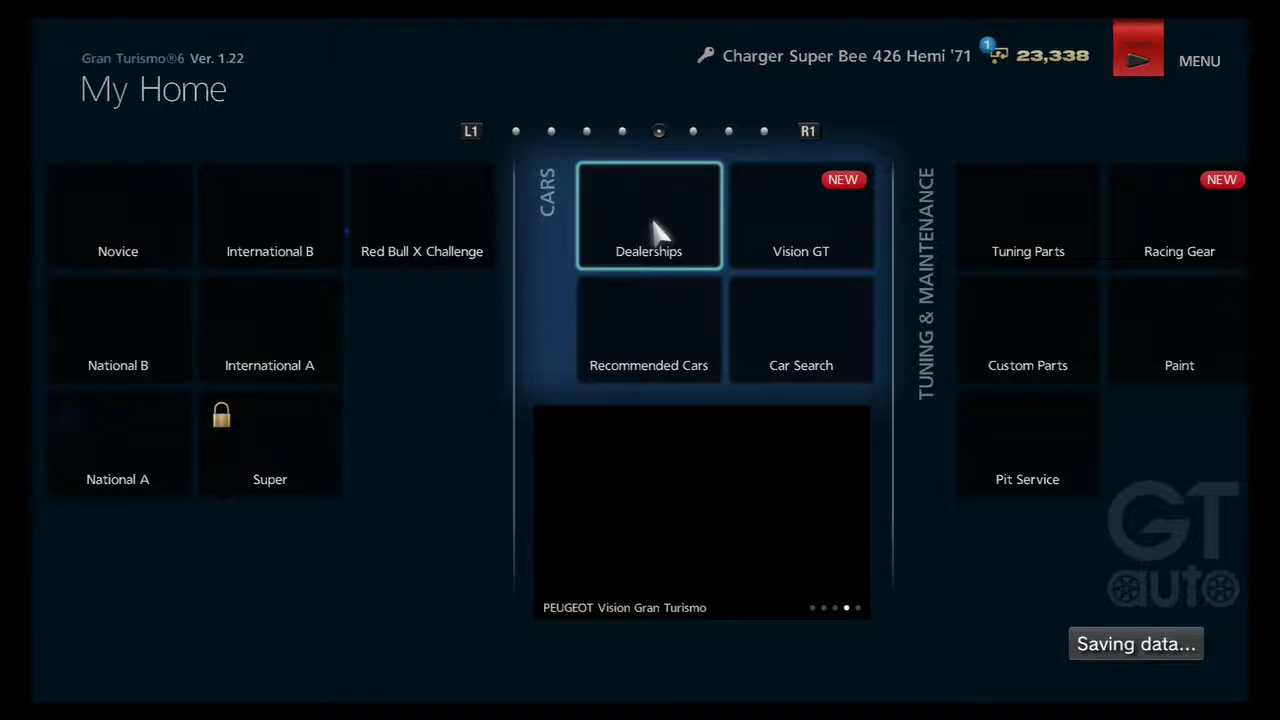 Gran Turismo®6 Ver. 1.22
My Home
Charger Super Bee 426 Hemi '71
1
23,338
MENU
L1
R1
Novice
International B
Red Bull X Challenge
National B
International A
National A
Super
CARS
Dealerships
NEW
Vision GT
Recommended Cars
Car Search
PEUGEOT Vision Gran Turismo
TUNING & MAINTENANCE
Tuning Parts
NEW
Racing Gear
Custom Parts
Paint
Pit Service
GT
auto
Saving data...